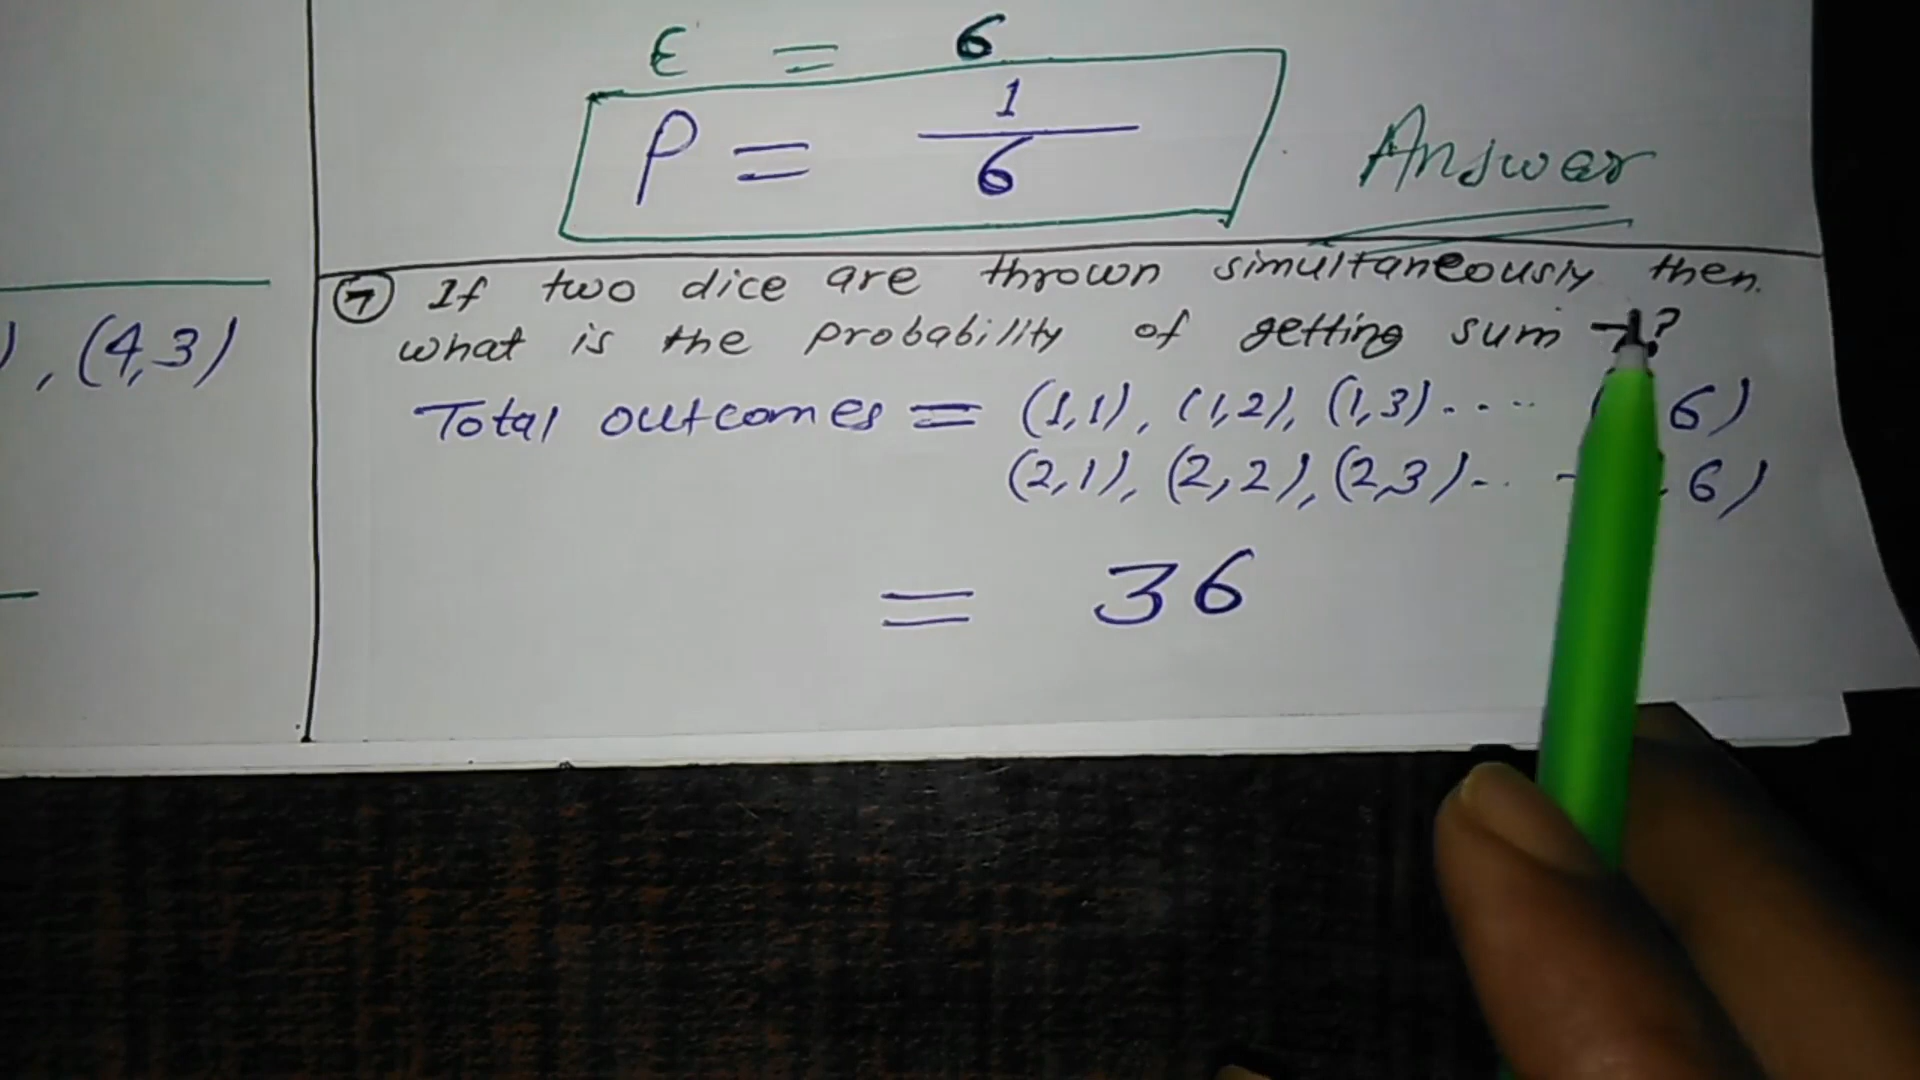 ), (4,3)
E = 6
P = 1/6 Answer
⑦ If two dice are thrown simultaneously then.
what is the probability of getting sum ?
Total outcomes = (1,1), (1,2), (1,3).... ( 6)
(2,1), (2,2), (2,3).. - , 6)
= 36